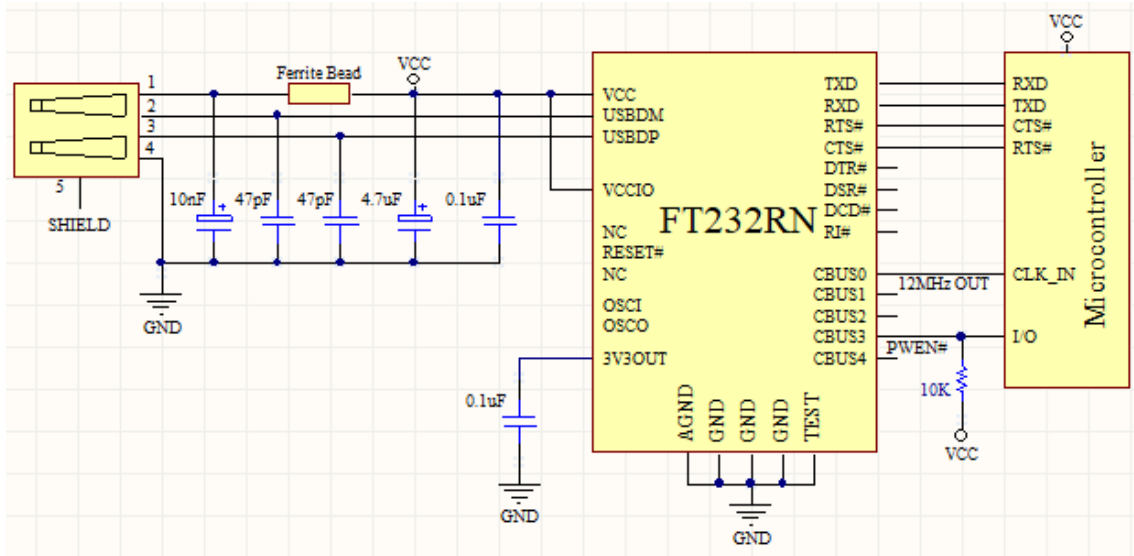 VCC
1
Ferrite Bead
VCC
2
3
4
5
SHIELD
10nF
+
47pF
47pF
4.7uF
+
0.1uF
GND
VCC
USBDM
USBDP
VCCIO
NC
RESET#
NC
OSCI
OSCO
3V3OUT
FT232RN
TXD
RXD
RTS#
CTS#
DTR#
DSR#
DCD#
RI#
CBUS0
CBUS1
CBUS2
CBUS3
CBUS4
AGND
GND
GND
GND
TEST
GND
0.1uF
GND
12MHz OUT
PWEN#
10K
VCC
RXD
TXD
CTS#
RTS#
CLK_IN
I/O
Microcontroller